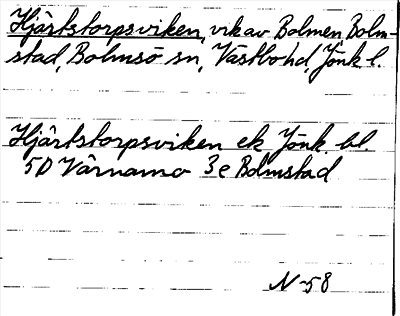 Hjärtstorpsviken, vik av Bolmen, Bolm-
stad, Bolmsö sn, Västbo hd, Jönk l.
Hjärtstorpsviken ek Jönk bl.
5D Värnamo 3e Bolmstad
N-58